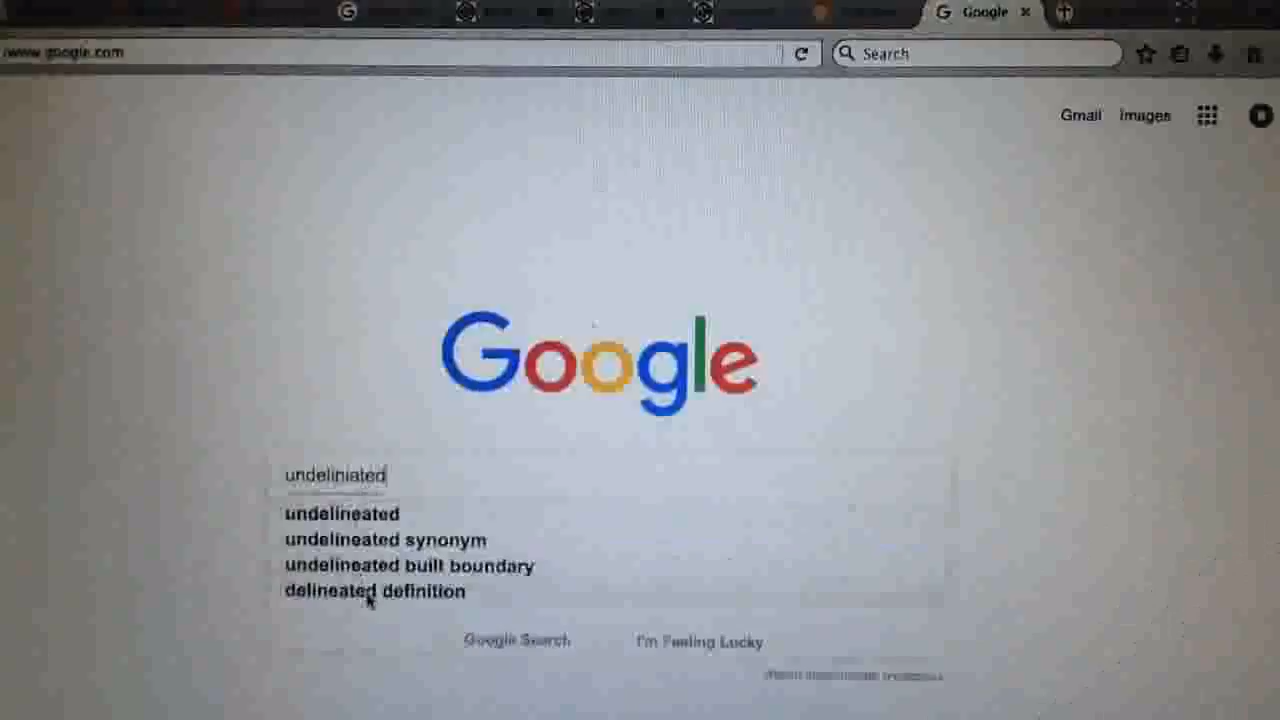 Google
/www.google.com
Search
Gmail Images
Google
undeliniated
undelineated
undelineated synonym
undelineated built boundary
delineated definition
Google Search I'm Feeling Lucky